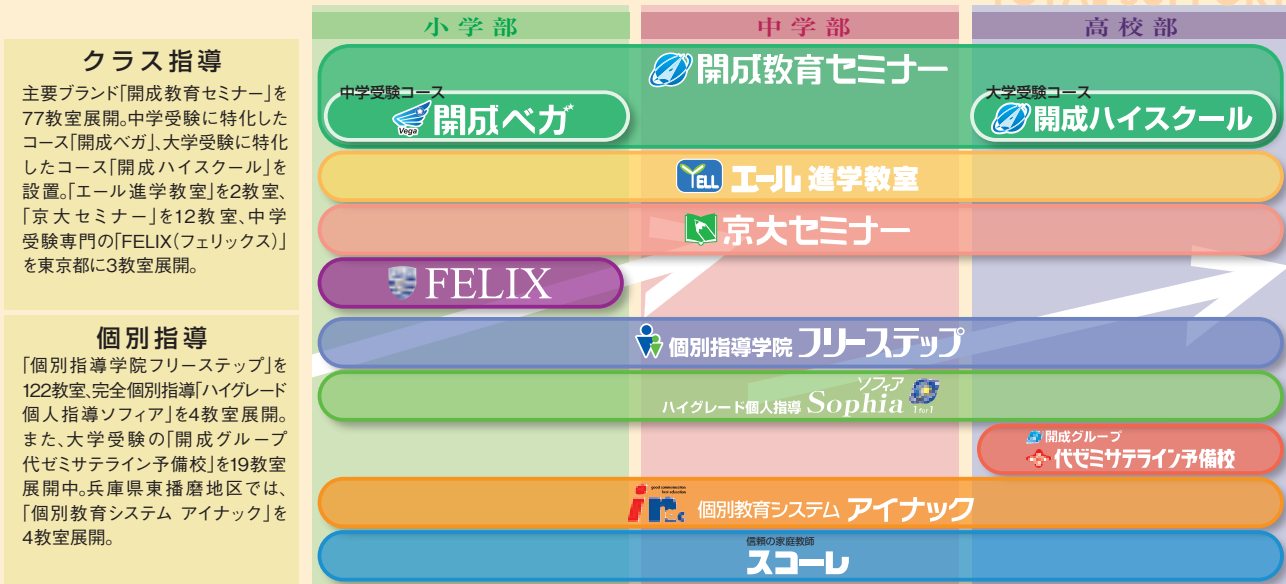 TOTAL SUPPORT
小学部
中学部
高校部
クラス指導
主要ブランド「開成教育セミナー」を
77教室展開。中学受験に特化した
コース「開成ベガ」、大学受験に特化
したコース「開成ハイスクール」を
設置。「エール進学教室」を2教室、
「京大セミナー」を12教室、中学
受験専門の「FELIX(フェリックス)」
を東京都に3教室展開。
個別指導
「個別指導学院フリーステップ」を
122教室、完全個別指導「ハイグレード
個人指導ソフィア」を4教室展開。
また、大学受験の「開成グループ
代ゼミサテライン予備校」を19教室
展開中。兵庫県東播磨地区では、
「個別教育システム アイナック」を
4教室展開。
開成教育セミナー
中学受験コース
Vega 開成ベガ
大学受験コース
開成ハイスクール
YELL エール 進学教室
京大セミナー
FELIX
個別指導学院 フリーステップ
ソフィア
ハイグレード個人指導 Sophia 1 for 1
開成グループ
代ゼミサテライン予備校
good communication
best education
個別教育システム アイナック
信頼の家庭教師
スコーレ